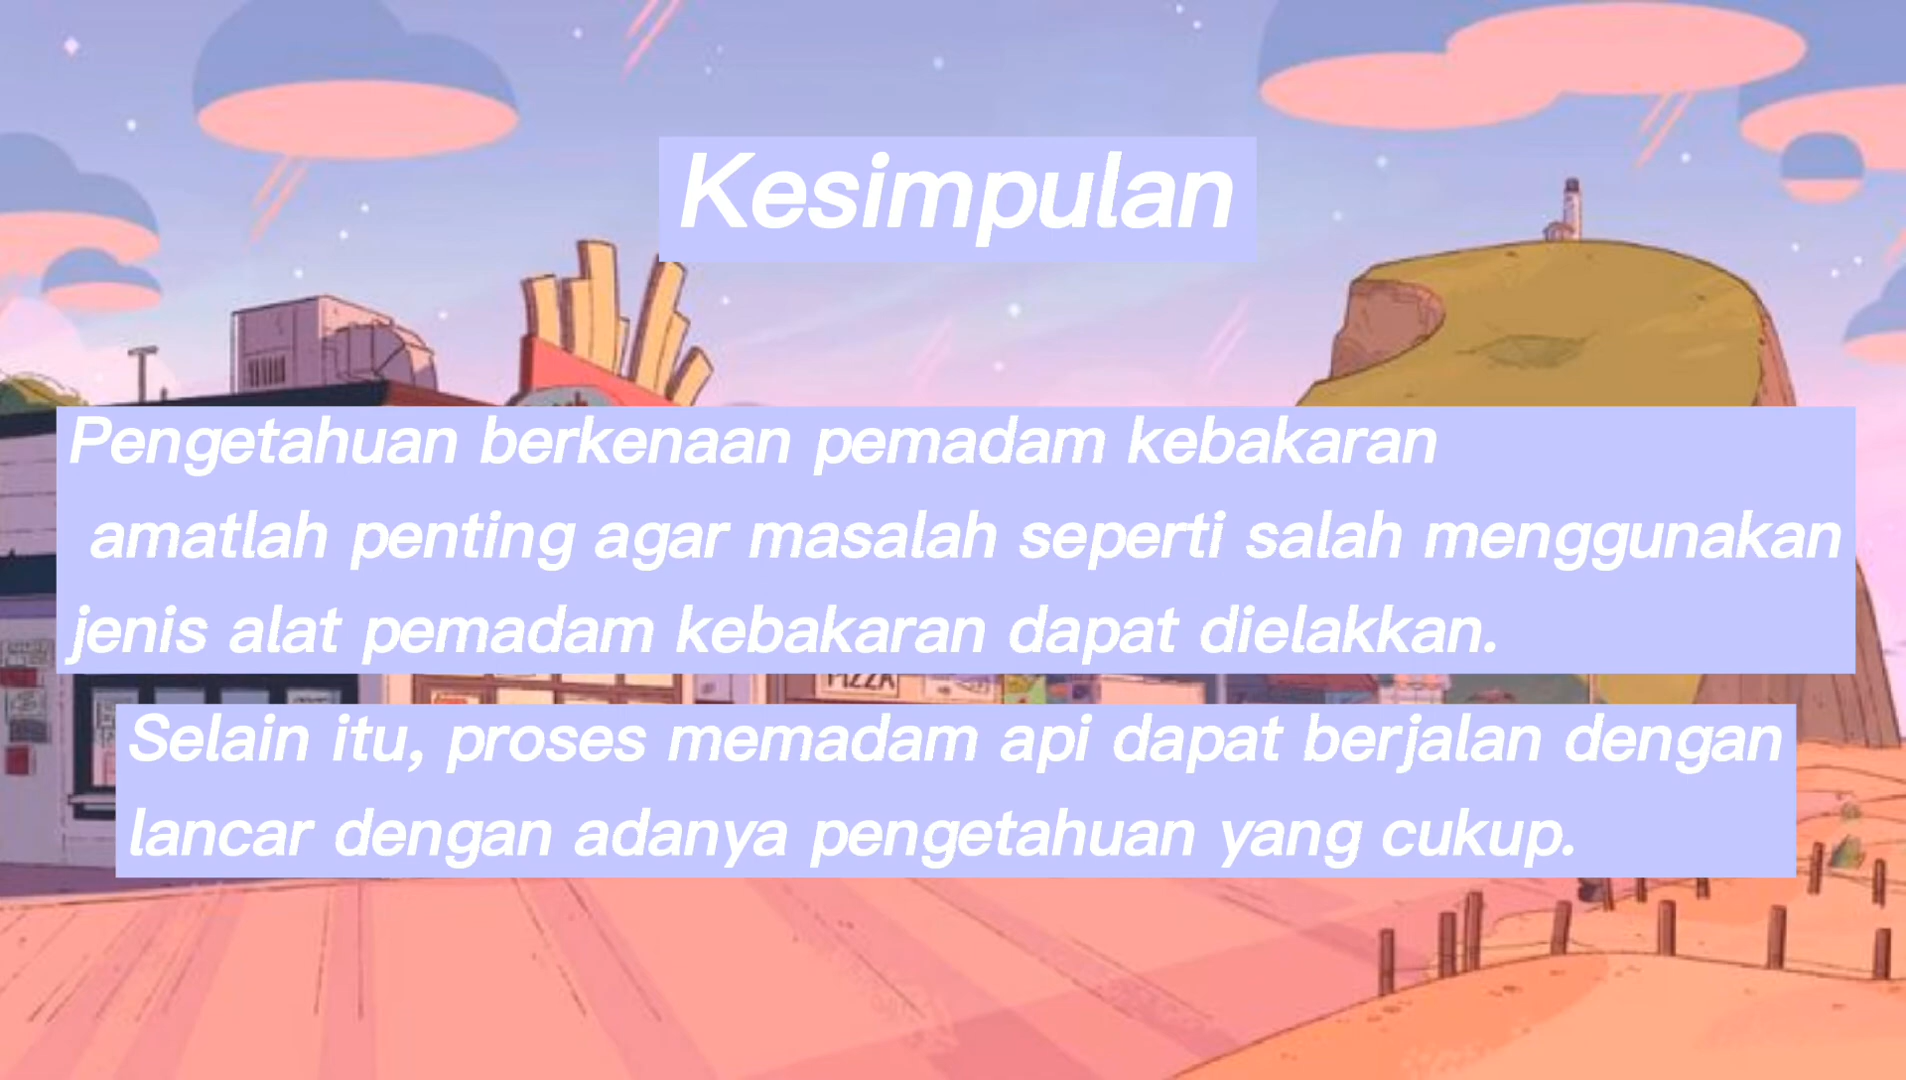 Kesimpulan
Pengetahuan berkenaan pemadam kebakaran
amatlah penting agar masalah seperti salah menggunakan
jenis alat pemadam kebakaran dapat dielakkan.
PIZZA
Selain itu, proses memadam api dapat berjalan dengan
lancar dengan adanya pengetahuan yang cukup.